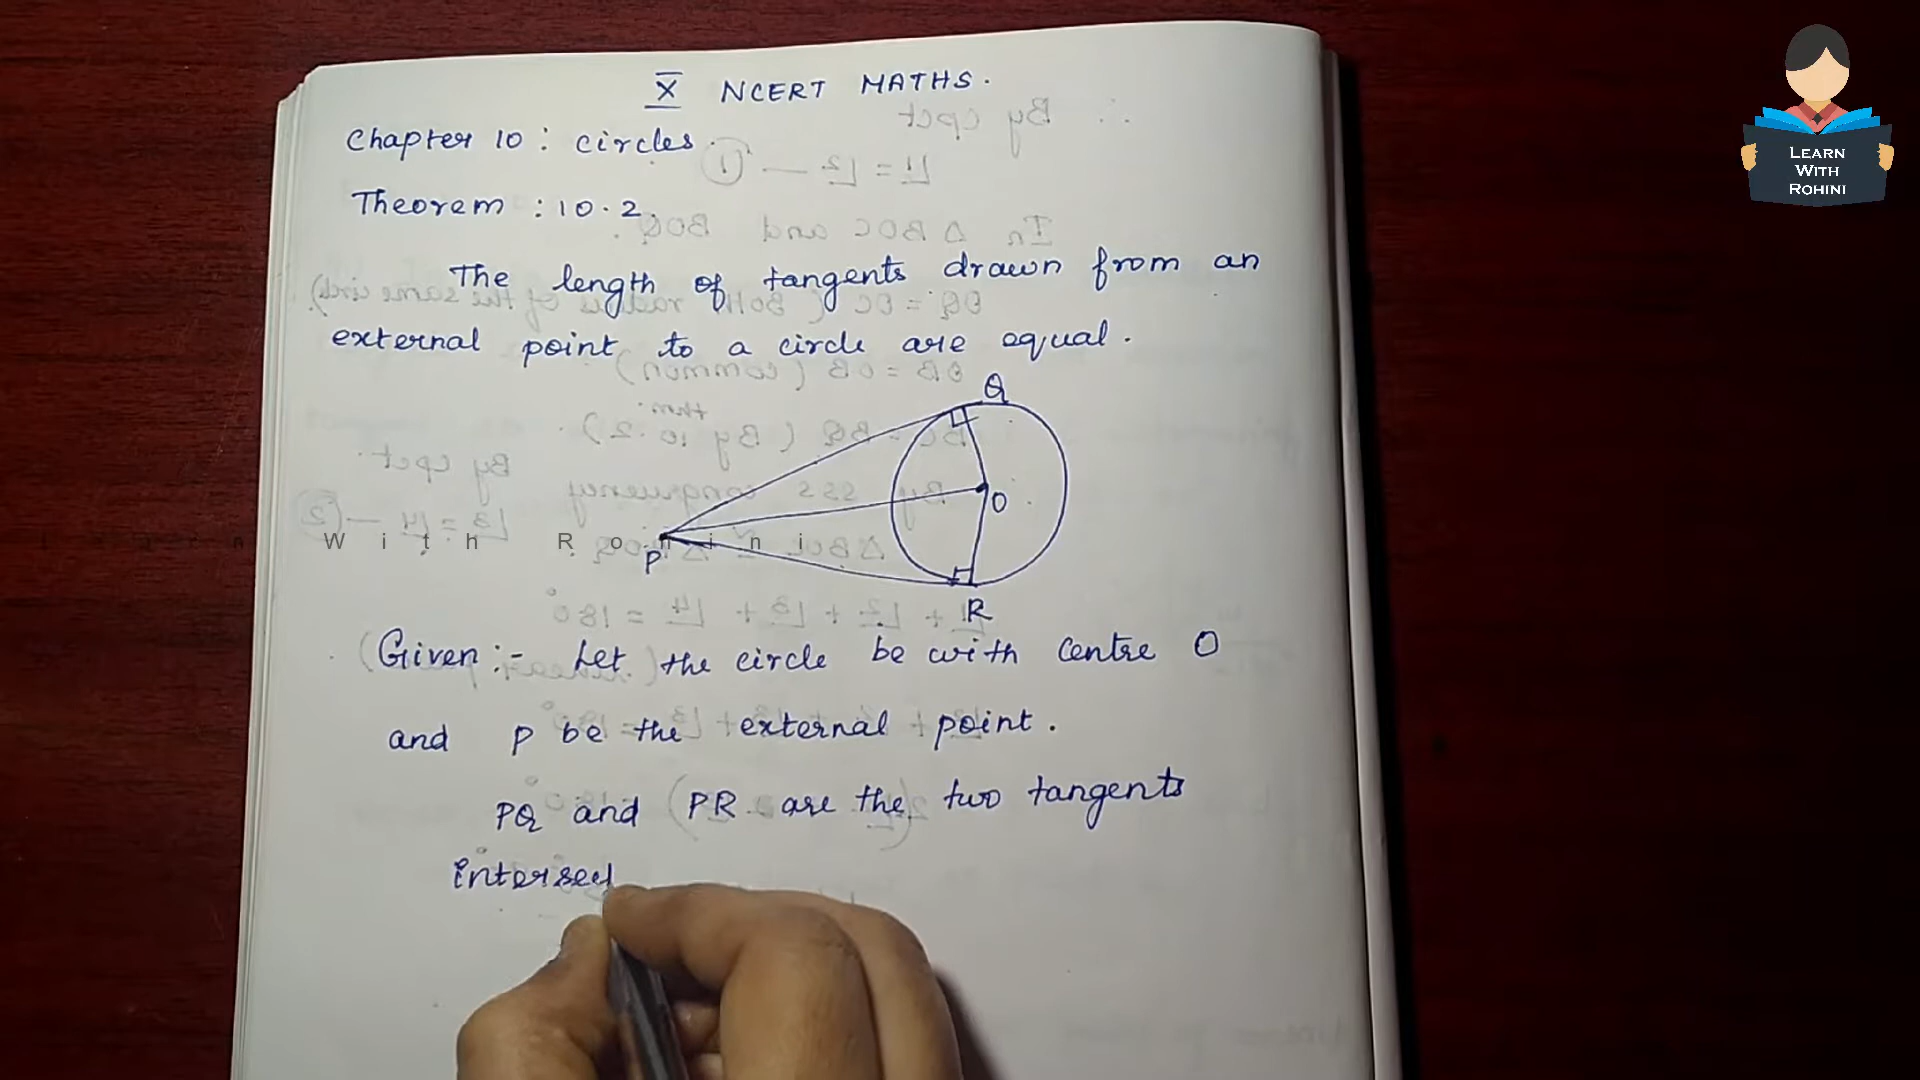 X NCERT MATHS.
Chapter 10 : circles.
Theorem : 10.2.
The length of tangents drawn from an
external point to a circle are equal.
Q
O
P
R
Given :- Let the circle be with centre O
and P be the external point.
PQ and PR are the two tangents
intersect
LEARN
WITH
ROHINI
With Rohini